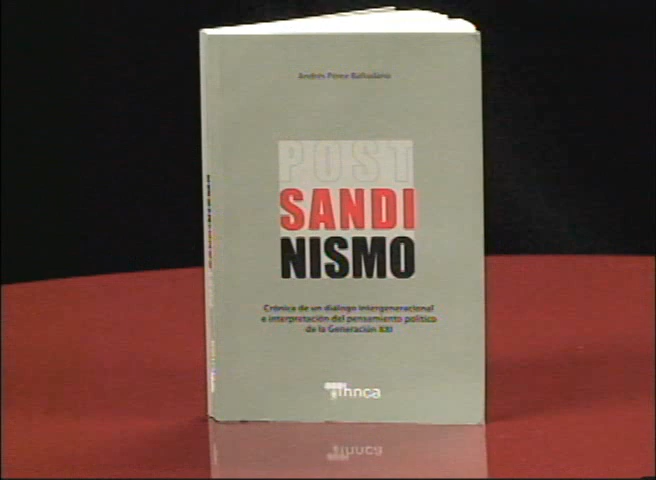 Andrés Pérez Baltodano
POST
SANDI
NISMO
Crónica de un diálogo intergeneracional
e interpretación del pensamiento político
de la Generación XXI
ihnca